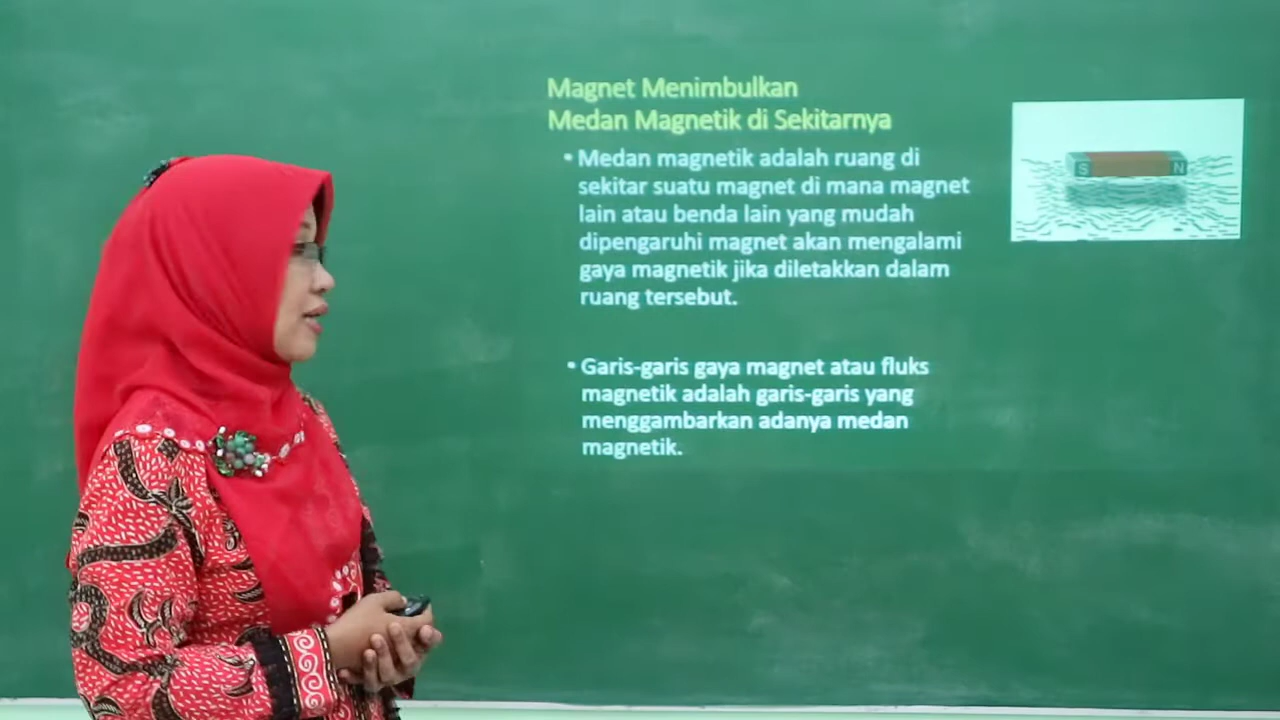 Magnet Menimbulkan
Medan Magnetik di Sekitarnya
• Medan magnetik adalah ruang di
sekitar suatu magnet di mana magnet
lain atau benda lain yang mudah
dipengaruhi magnet akan mengalami
gaya magnetik jika diletakkan dalam
ruang tersebut.
• Garis-garis gaya magnet atau fluks
magnetik adalah garis-garis yang
menggambarkan adanya medan
magnetik.
S N